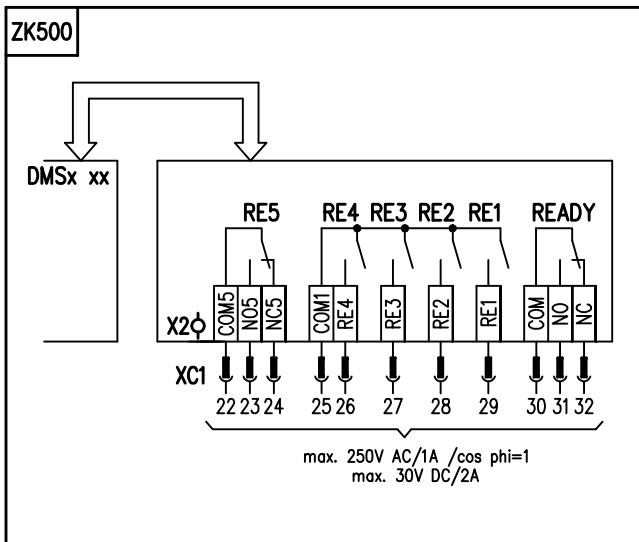 ZK500
DMSx xx
RE5 RE4 RE3 RE2 RE1 READY
COM5 NO5 NC5 COM1 RE4 RE3 RE2 RE1 COM NO NC
X2
XC1
22 23 24 25 26 27 28 29 30 31 32
max. 250V AC/1A /cos phi=1
max. 30V DC/2A